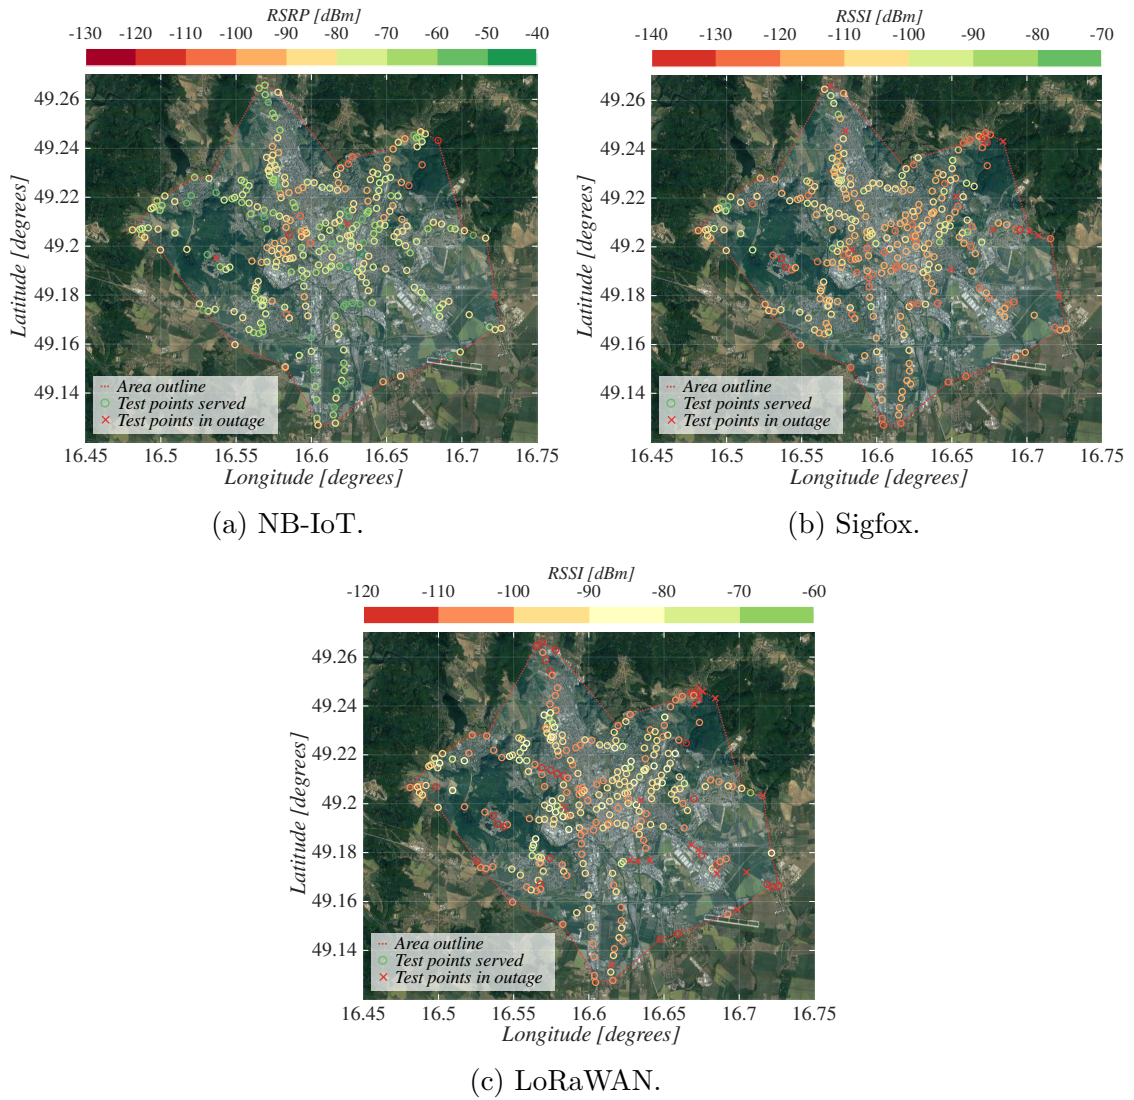 RSRP [dBm]
-130 -120 -110 -100 -90 -80 -70 -60 -50 -40
49.26
49.24
49.22
49.2
49.18
49.16
49.14
Latitude [degrees]
Area outline
Test points served
Test points in outage
16.45 16.5 16.55 16.6 16.65 16.7 16.75
Longitude [degrees]
(a) NB-IoT.
RSSI [dBm]
-140 -130 -120 -110 -100 -90 -80 -70
49.26
49.24
49.22
49.2
49.18
49.16
49.14
Latitude [degrees]
Area outline
Test points served
Test points in outage
16.45 16.5 16.55 16.6 16.65 16.7 16.75
Longitude [degrees]
(b) Sigfox.
RSSI [dBm]
-120 -110 -100 -90 -80 -70 -60
49.26
49.24
49.22
49.2
49.18
49.16
49.14
Latitude [degrees]
Area outline
Test points served
Test points in outage
16.45 16.5 16.55 16.6 16.65 16.7 16.75
Longitude [degrees]
(c) LoRaWAN.